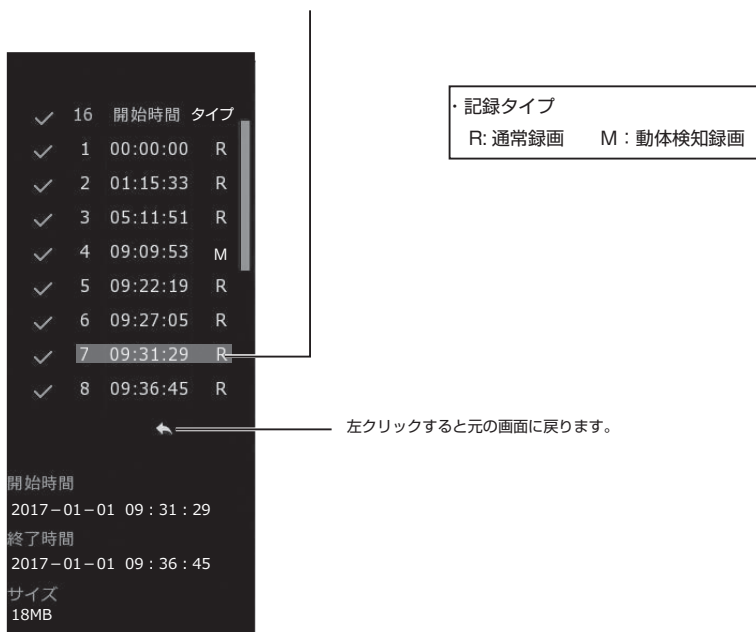 16 開始時間 タイプ
1 00:00:00 R
2 01:15:33 R
3 05:11:51 R
4 09:09:53 M
5 09:22:19 R
6 09:27:05 R
7 09:31:29 R
8 09:36:45 R
・記録タイプ
R: 通常録画 M：動体検知録画
左クリックすると元の画面に戻ります。
開始時間
2017−01−01 09：31：29
終了時間
2017−01−01 09：36：45
サイズ
18MB